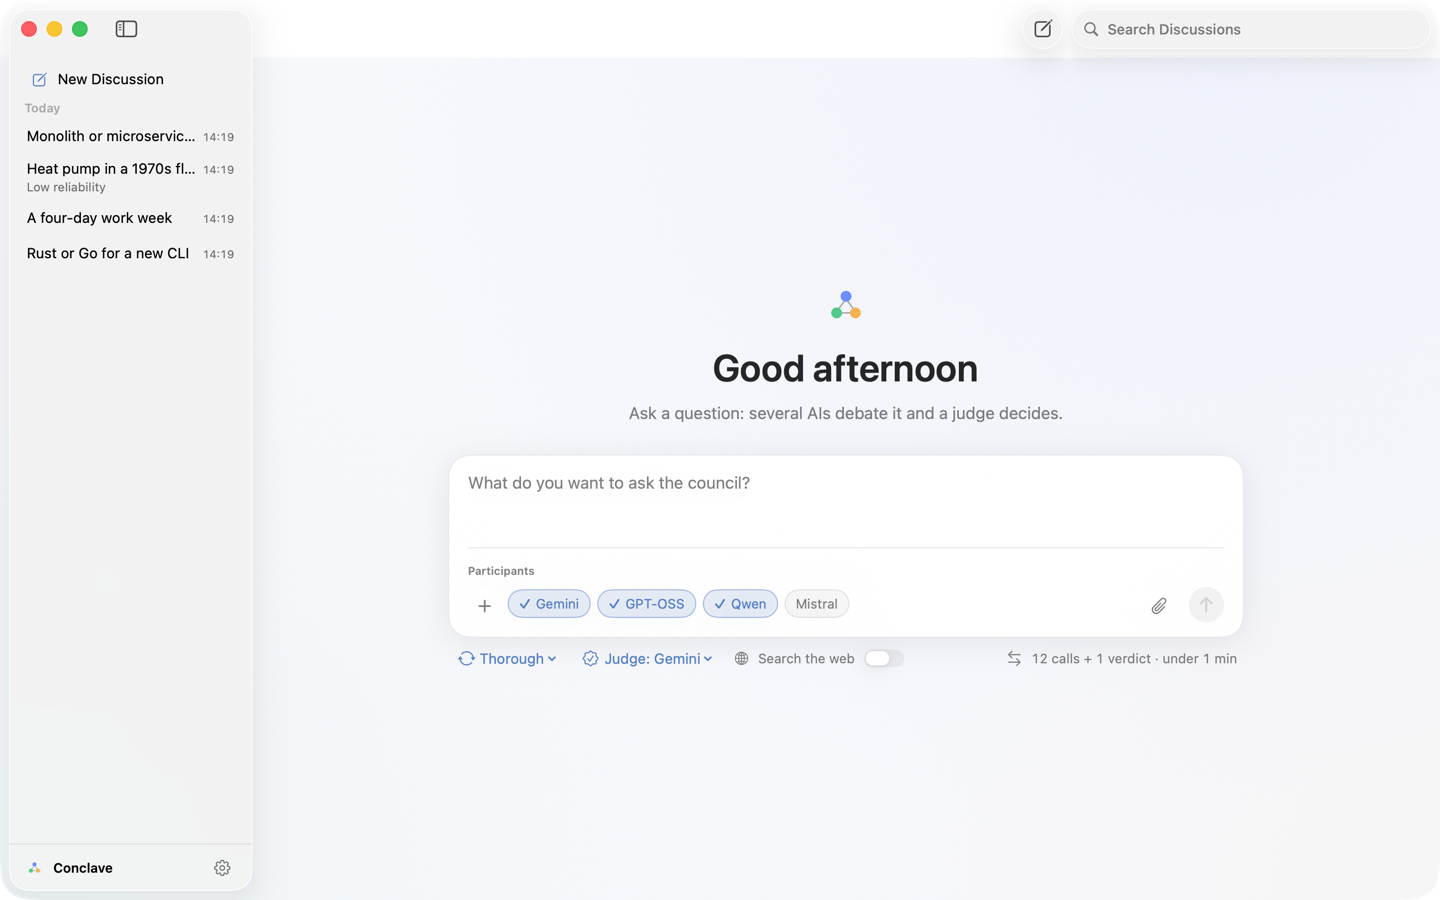 Search Discussions
New Discussion
Today
Monolith or microservic... 14:19
Heat pump in a 1970s fl... 14:19
Low reliability
A four-day work week 14:19
Rust or Go for a new CLI 14:19
Good afternoon
Ask a question: several AIs debate it and a judge decides.
What do you want to ask the council?
Participants
Gemini GPT-OSS Qwen Mistral
Thorough Judge: Gemini Search the web 12 calls + 1 verdict · under 1 min
Conclave